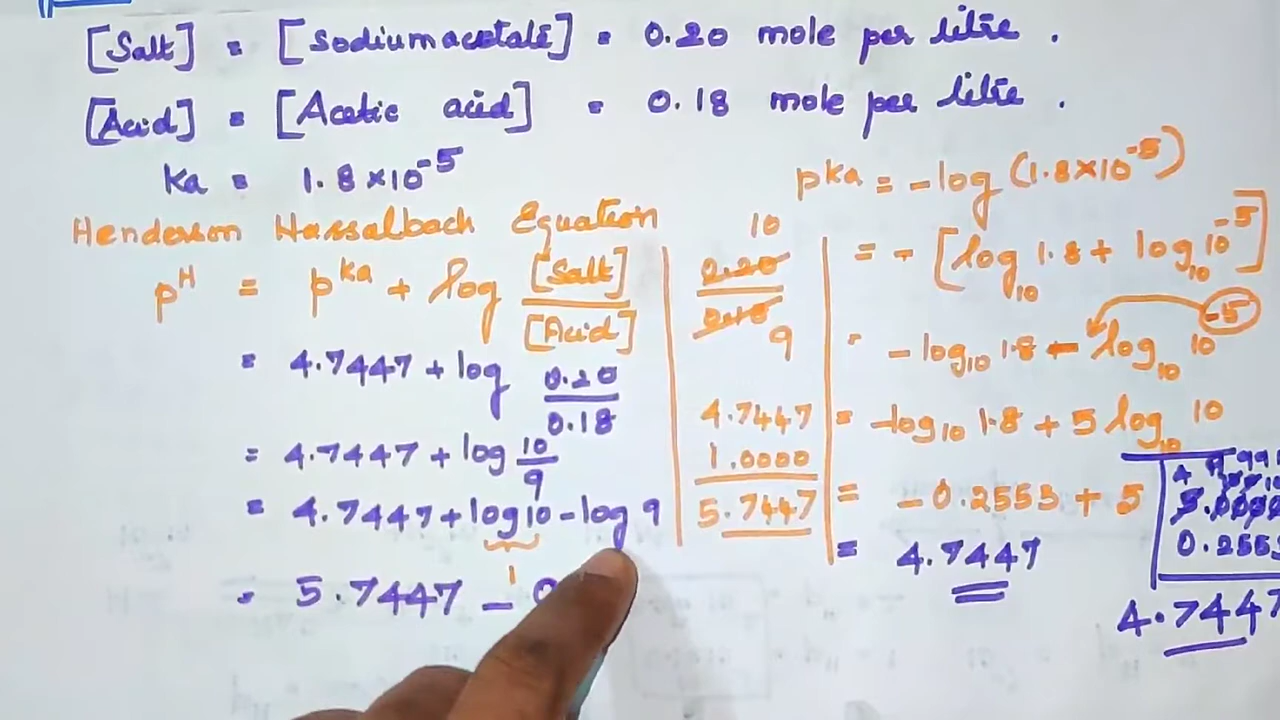 [Salt] = [Sodium acetate] = 0.20 mole per litre .
[Acid] = [Acetic acid] = 0.18 mole per litre .
Ka = 1.8 ×10⁻⁵
Henderson Hassalbach Equation
pH = pka + log [Salt] / [Acid]
= 4.7447 + log 0.20 / 0.18
= 4.7447 + log 10 / 9
= 4.7447 + log 10 - log 9
1
= 5.7447 - 0
10
0.20
0.18
9
4.7447
1.0000
5.7447
pka = - log (1.8×10⁻⁵)
= - [log₁₀ 1.8 + log₁₀ 10⁻⁵]
= - log₁₀ 1.8 - log₁₀ 10⁻⁵
= - log₁₀ 1.8 + 5 log₁₀ 10
= - 0.2553 + 5
= 4.7447
5.0000
0.2553
4.7447